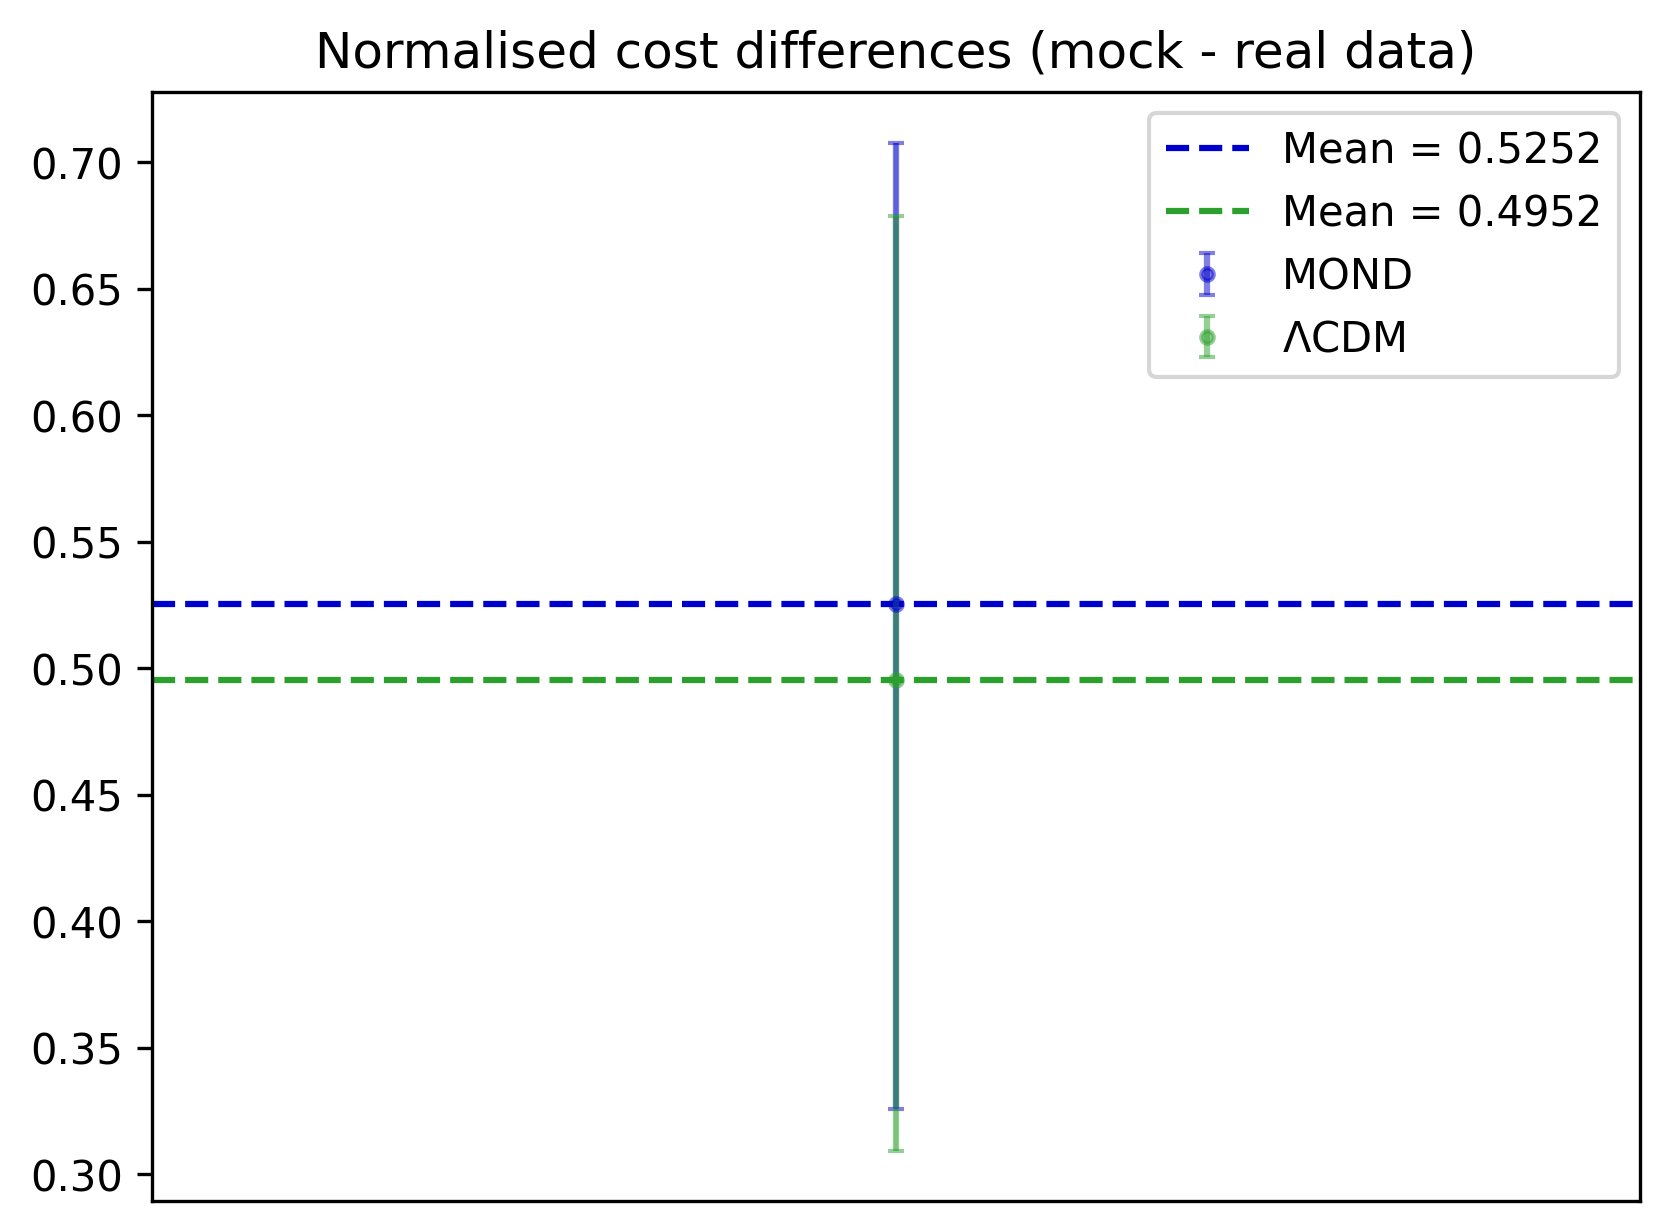 Normalised cost differences (mock - real data)
Mean = 0.5252
Mean = 0.4952
MOND
ΛCDM
0.70
0.65
0.60
0.55
0.50
0.45
0.40
0.35
0.30